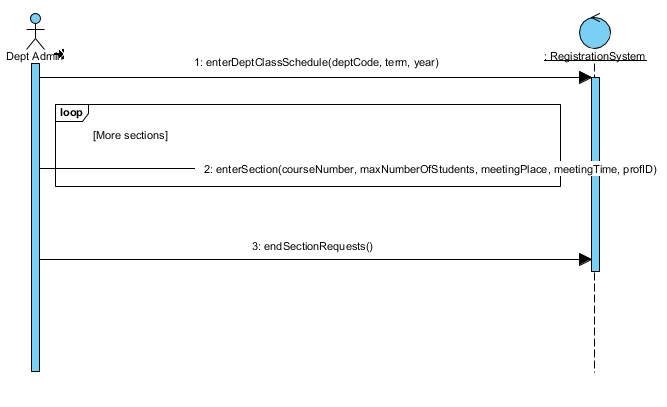 Dept Admin
: RegistrationSystem
1: enterDeptClassSchedule(deptCode, term, year)
loop
[More sections]
2: enterSection(courseNumber, maxNumberOfStudents, meetingPlace, meetingTime, profID)
3: endSectionRequests()